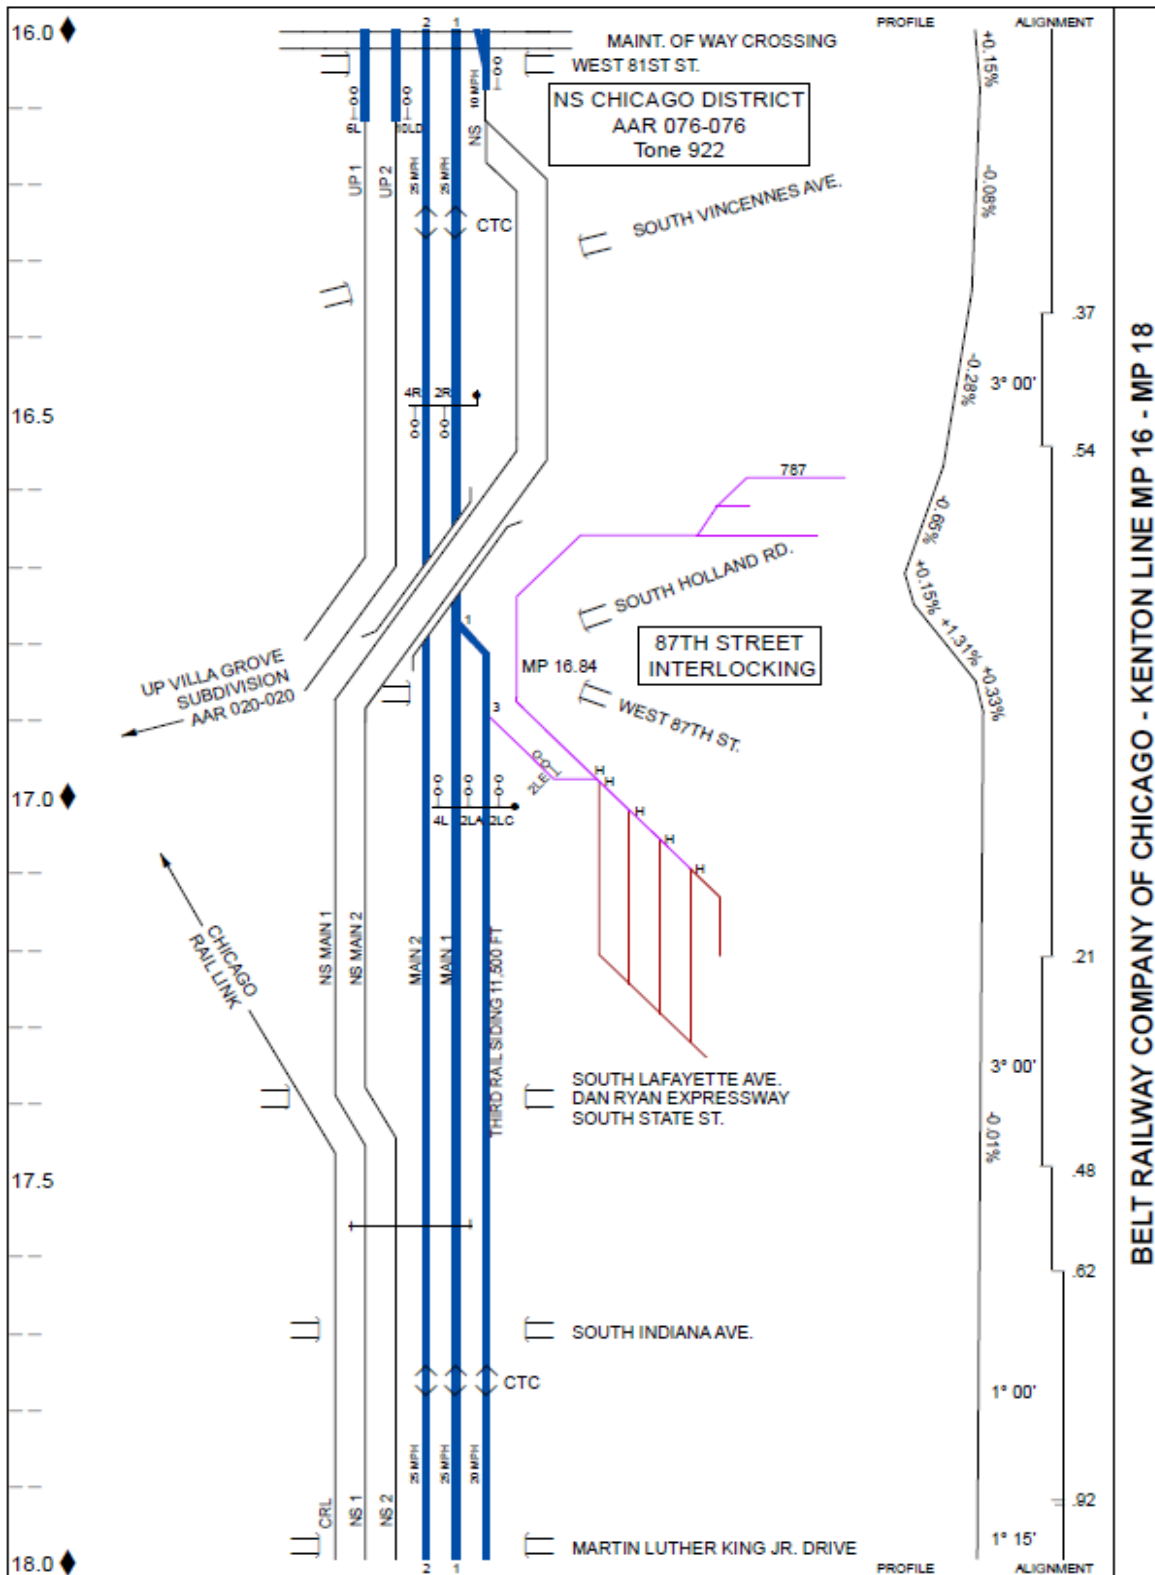 16.0
2 1
PROFILE
ALIGNMENT
MAINT. OF WAY CROSSING
WEST 81ST ST.
+0.15%
10 MPH
NS CHICAGO DISTRICT
AAR 076-076
Tone 922
6L
10LD
NS
UP 1
UP 2
25 MPH
25 MPH
CTC
SOUTH VINCENNES AVE.
-0.08%
.37
4R
2R
-0.28%
3° 00'
16.5
.54
787
-0.65%
SOUTH HOLLAND RD.
+0.15%
+1.31%
+0.33%
1
87TH STREET
INTERLOCKING
MP 16.84
UP VILLA GROVE
SUBDIVISION
AAR 020-020
WEST 87TH ST.
3
2LE
H
H
H
H
H
17.0
4L
2LA
2LC
CHICAGO
RAIL LINK
NS MAIN 1
NS MAIN 2
MAIN 2
MAIN 1
THIRD RAIL SIDING 11,500 FT
.21
SOUTH LAFAYETTE AVE.
DAN RYAN EXPRESSWAY
SOUTH STATE ST.
3° 00'
-0.01%
17.5
.48
.62
SOUTH INDIANA AVE.
CTC
1° 00'
25 MPH
25 MPH
20 MPH
CRL
NS 1
NS 2
.92
1° 15'
MARTIN LUTHER KING JR. DRIVE
18.0
2 1
PROFILE
ALIGNMENT
BELT RAILWAY COMPANY OF CHICAGO - KENTON LINE MP 16 - MP 18